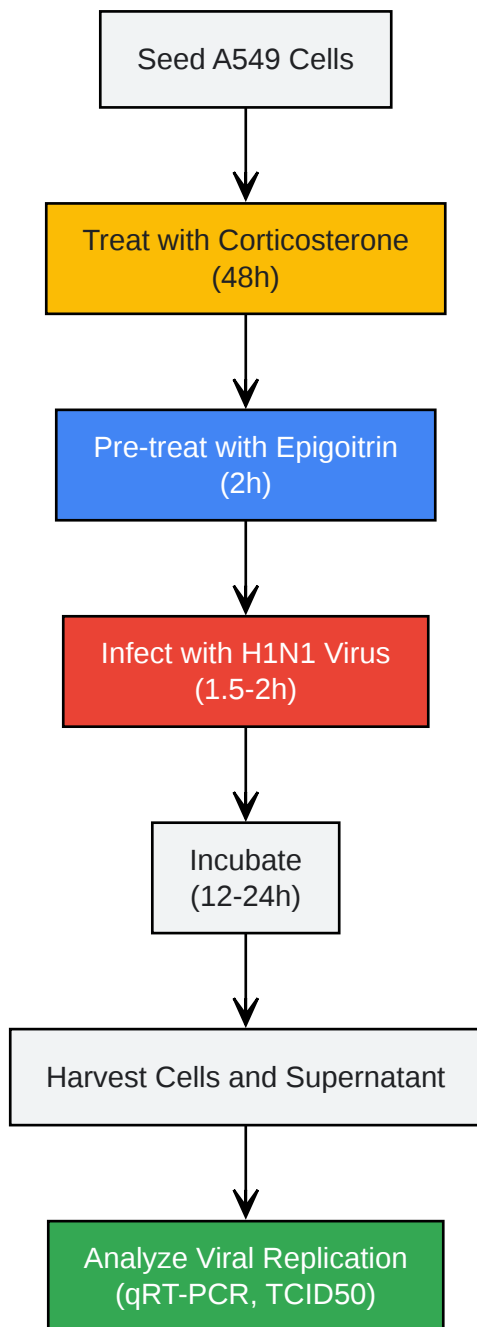 Seed A549 Cells
Treat with Corticosterone
(48h)
Pre-treat with Epigoitrin
(2h)
Infect with H1N1 Virus
(1.5-2h)
Incubate
(12-24h)
Harvest Cells and Supernatant
Analyze Viral Replication
(qRT-PCR, TCID50)